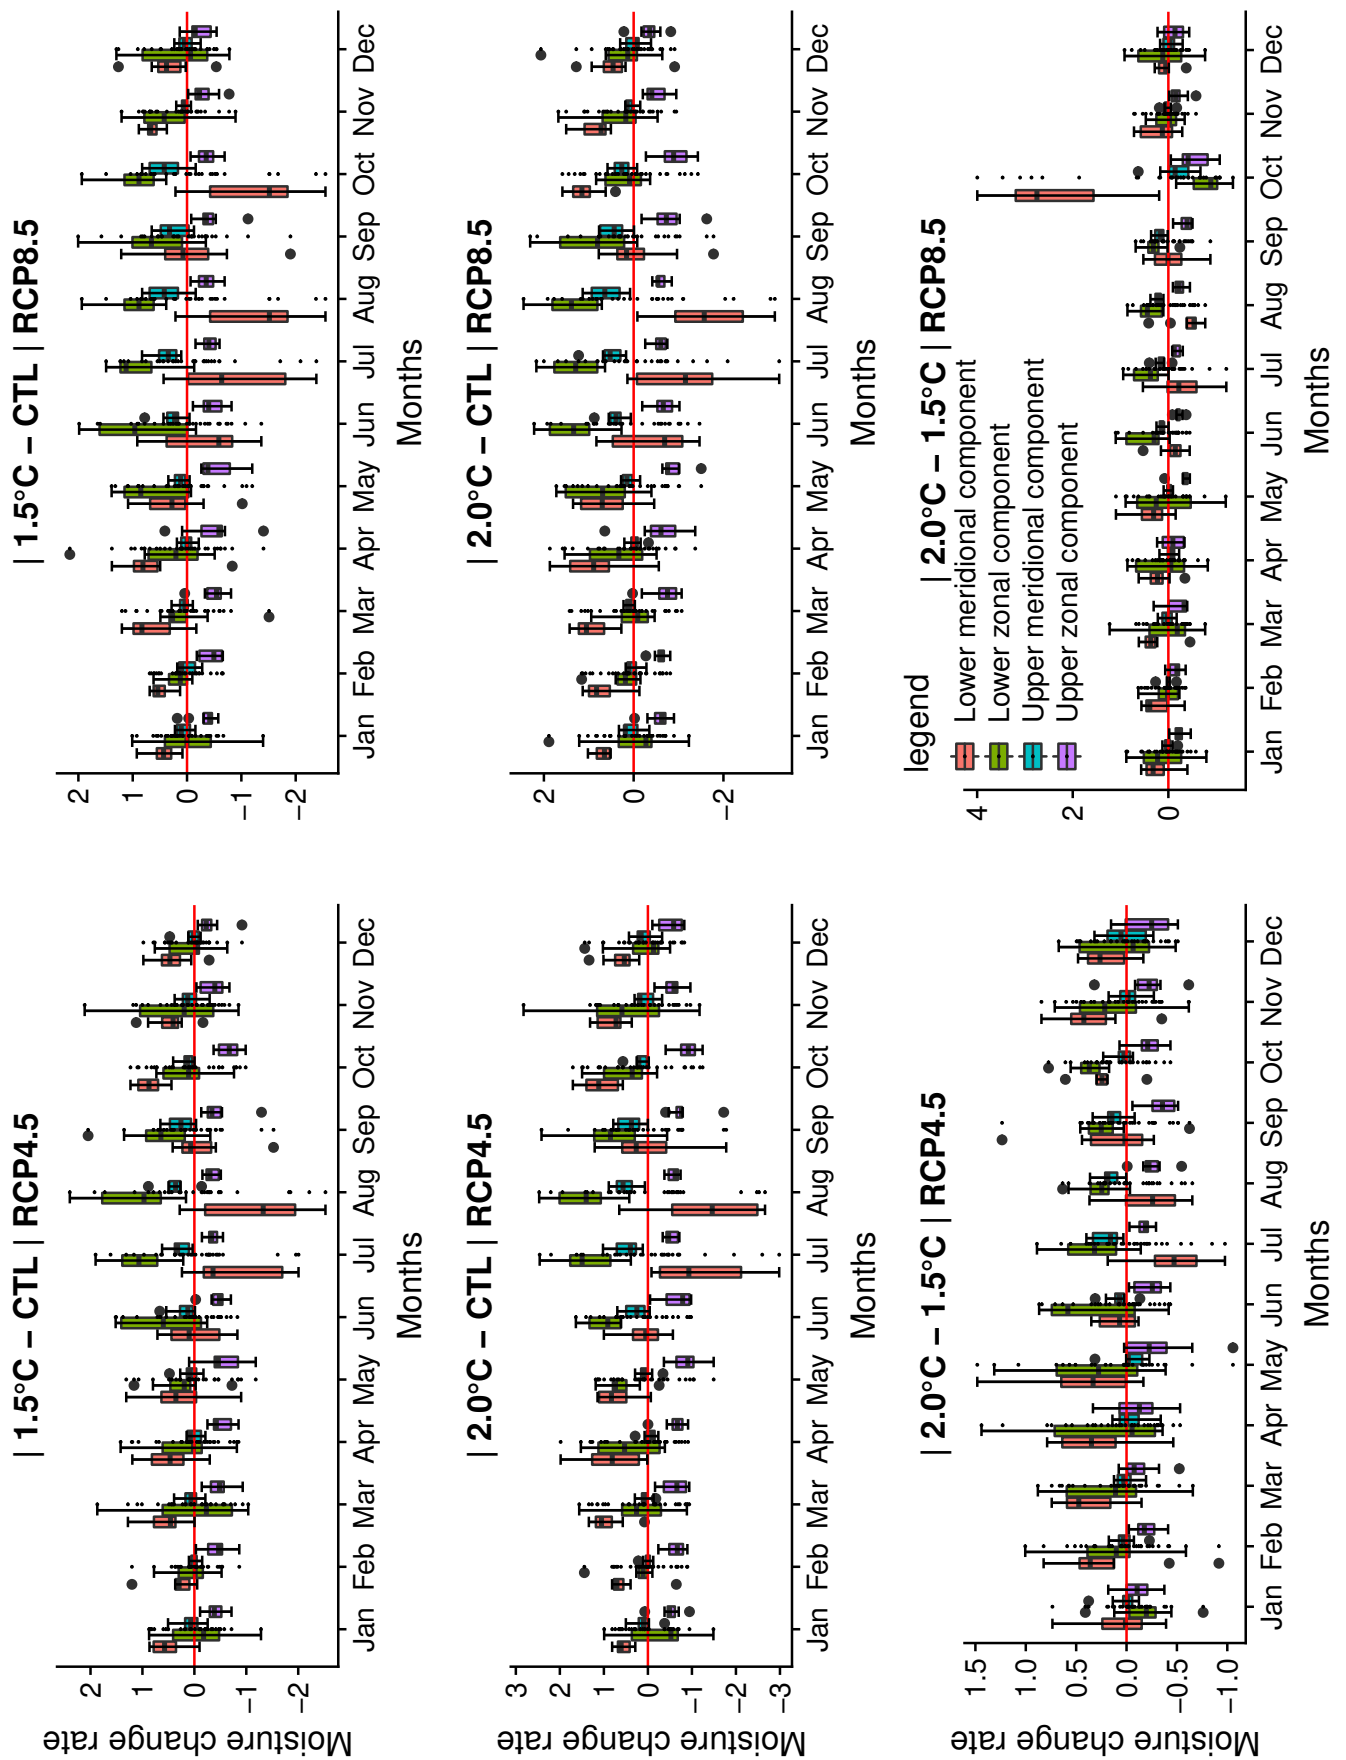 | 1.5°C – CTL | RCP4.5
Moisture change rate
2
1
0
−1
−2
Jan Feb Mar Apr May Jun Jul Aug Sep Oct Nov Dec
Months
| 1.5°C – CTL | RCP8.5
2
1
0
−1
−2
Jan Feb Mar Apr May Jun Jul Aug Sep Oct Nov Dec
Months
| 2.0°C – CTL | RCP4.5
Moisture change rate
3
2
1
0
−1
−2
−3
Jan Feb Mar Apr May Jun Jul Aug Sep Oct Nov Dec
Months
| 2.0°C – CTL | RCP8.5
2
0
−2
Jan Feb Mar Apr May Jun Jul Aug Sep Oct Nov Dec
Months
| 2.0°C – 1.5°C | RCP4.5
Moisture change rate
1.5
1.0
0.5
0.0
−0.5
−1.0
Jan Feb Mar Apr May Jun Jul Aug Sep Oct Nov Dec
Months
| 2.0°C – 1.5°C | RCP8.5
legend
Lower meridional component
Lower zonal component
Upper meridional component
Upper zonal component
4
2
0
Jan Feb Mar Apr May Jun Jul Aug Sep Oct Nov Dec
Months